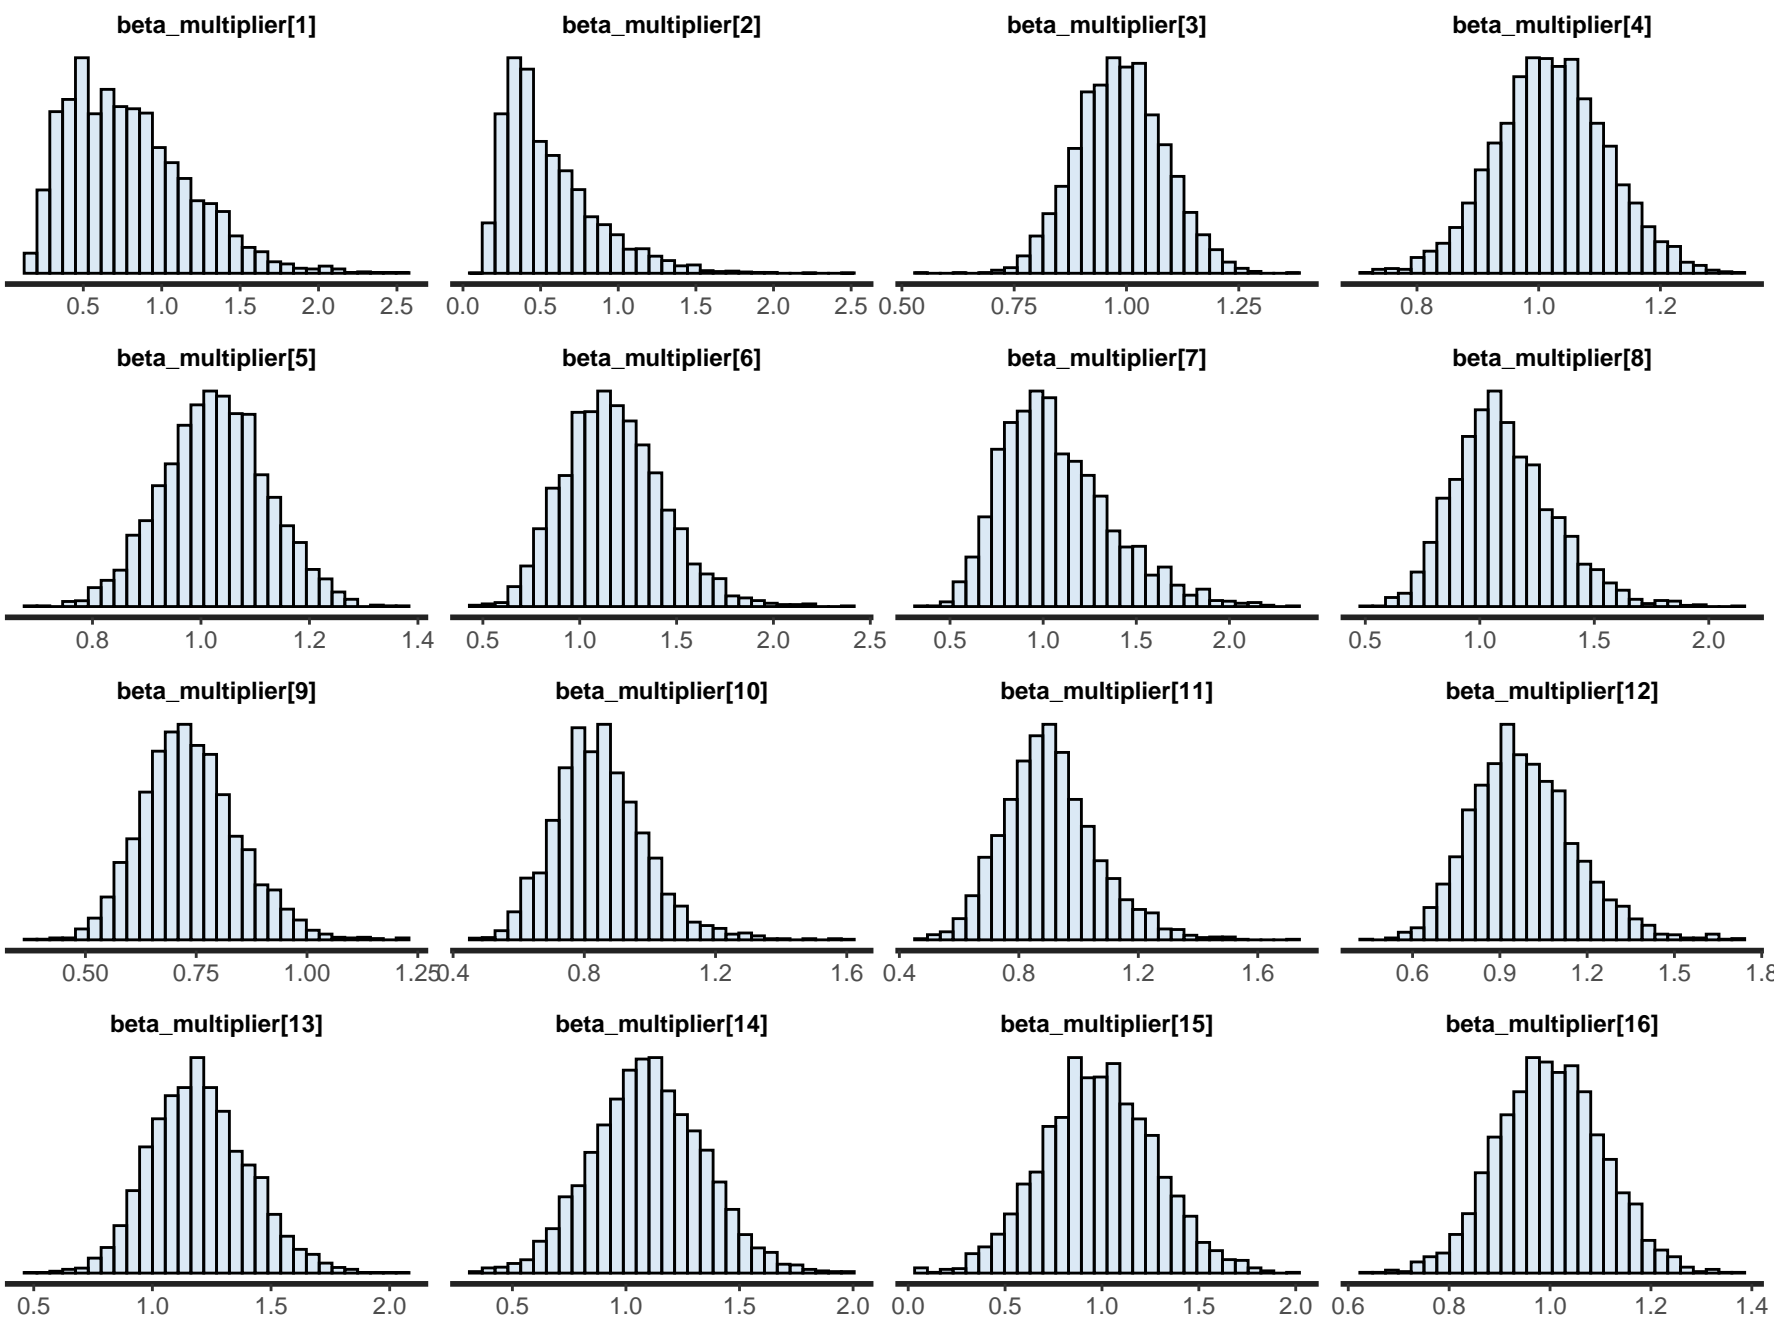 beta_multiplier[1] beta_multiplier[2] beta_multiplier[3] beta_multiplier[4]
0.5 1.0 1.5 2.0 2.5 0.0 0.5 1.0 1.5 2.0 2.5 0.50 0.75 1.00 1.25 0.8 1.0 1.2
beta_multiplier[5] beta_multiplier[6] beta_multiplier[7] beta_multiplier[8]
0.8 1.0 1.2 1.4 0.5 1.0 1.5 2.0 2.5 0.5 1.0 1.5 2.0 0.5 1.0 1.5 2.0
beta_multiplier[9] beta_multiplier[10] beta_multiplier[11] beta_multiplier[12]
0.50 0.75 1.00 1.25 0.4 0.8 1.2 1.6 0.4 0.8 1.2 1.6 0.6 0.9 1.2 1.5 1.8
beta_multiplier[13] beta_multiplier[14] beta_multiplier[15] beta_multiplier[16]
0.5 1.0 1.5 2.0 0.5 1.0 1.5 2.0 0.0 0.5 1.0 1.5 2.0 0.6 0.8 1.0 1.2 1.4